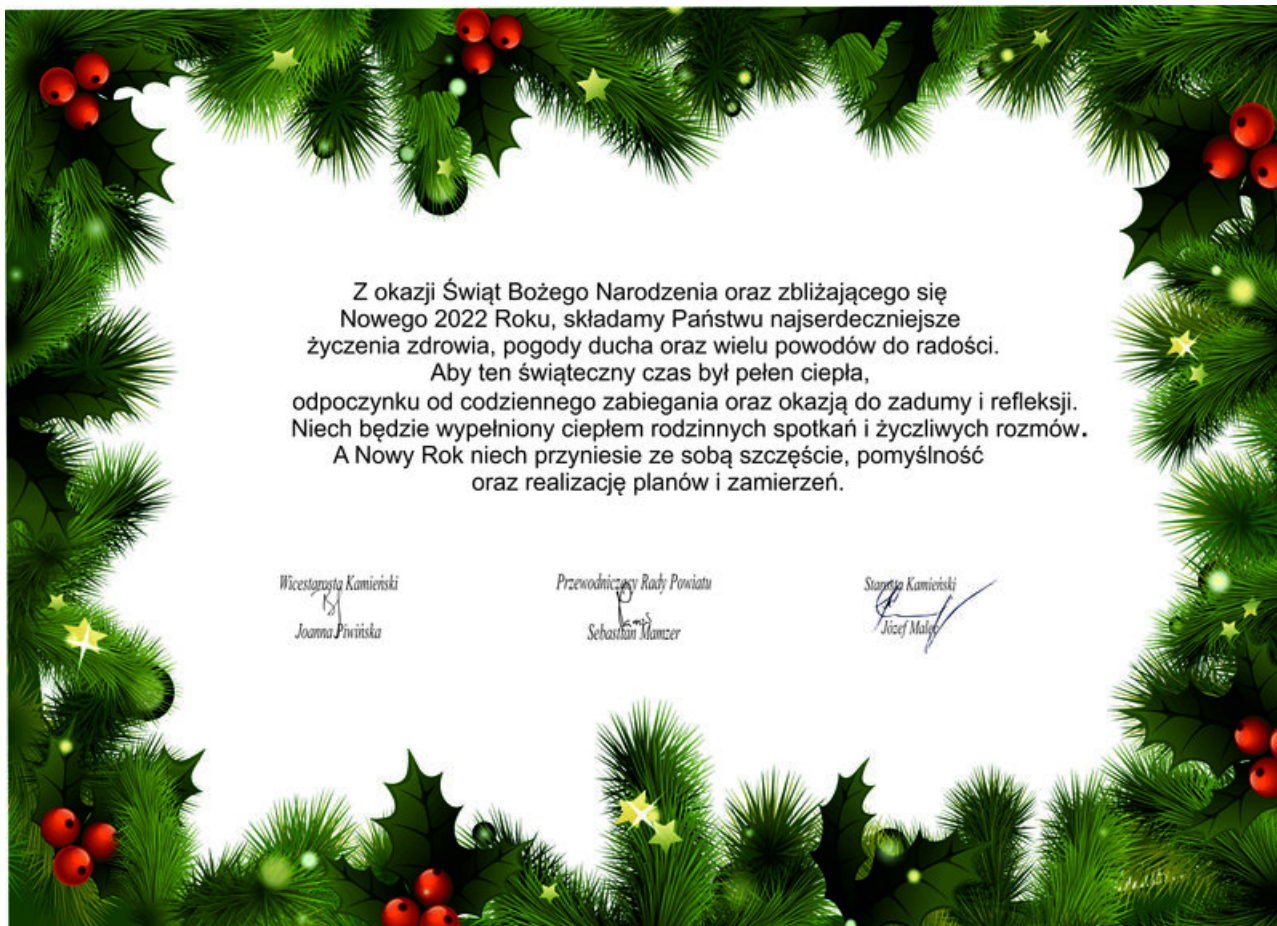 Z okazji Świąt Bożego Narodzenia oraz zbliżającego się
Nowego 2022 Roku, składamy Państwu najserdeczniejsze
życzenia zdrowia, pogody ducha oraz wielu powodów do radości.
Aby ten świąteczny czas był pełen ciepła,
odpoczynku od codziennego zabiegania oraz okazją do zadumy i refleksji.
Niech będzie wypełniony ciepłem rodzinnych spotkań i życzliwych rozmów.
A Nowy Rok niech przyniesie ze sobą szczęście, pomyślność
oraz realizację planów i zamierzeń.
Wicestarosta Kamieński
Joanna Piwińska
Przewodniczący Rady Powiatu
Sebastian Mamzer
Starosta Kamieński
Józef